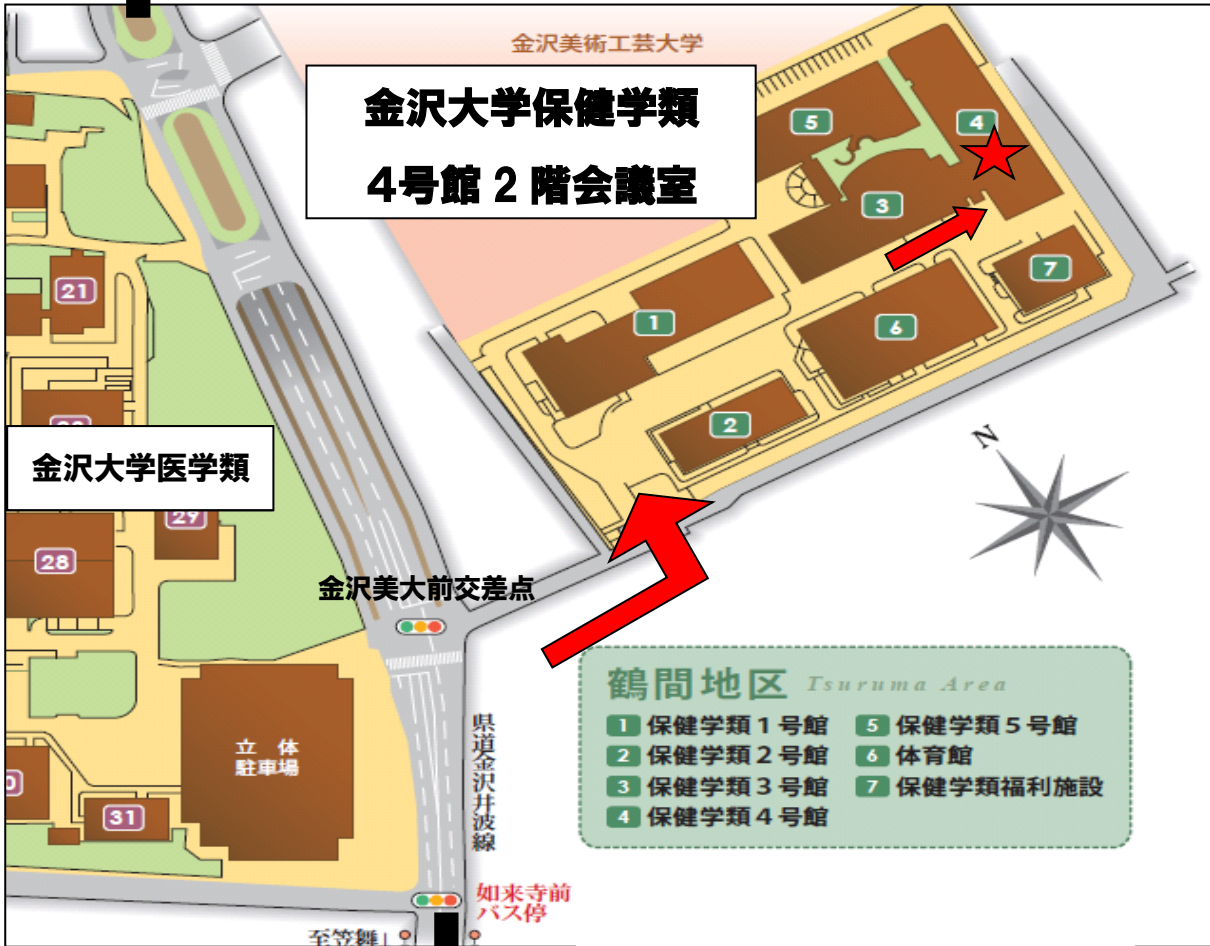 金沢美術工芸大学
金沢大学保健学類
４号館２階会議室
5
4
3
7
21
1
6
2
金沢大学医学類
29
28
N
金沢美大前交差点
鶴間地区 Tsuruma Area
1 保健学類１号館
2 保健学類２号館
3 保健学類３号館
4 保健学類４号館
5 保健学類５号館
6 体育館
7 保健学類福利施設
立体
駐車場
県道金沢井波線
31
如来寺前
バス停
至笠舞